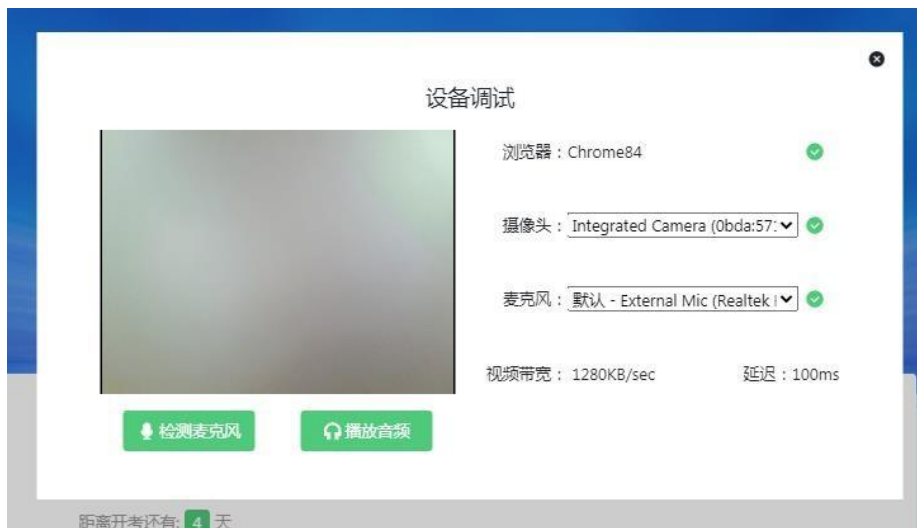 设备调试
浏览器：Chrome84
摄像头： Integrated Camera (0bda:57:
麦克风： 默认 - External Mic (Realtek I
视频带宽： 1280KB/sec 延迟：100ms
检测麦克风 播放音频
距离开考还有: 4 天